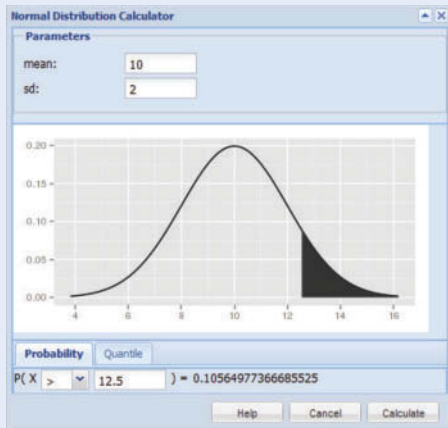 Normal Distribution Calculator
Parameters
mean: 10
sd: 2
0.20
0.15
0.10
0.05
0.00
4 6 8 10 12 14 16
Probability Quantile
P( X > 12.5 ) = 0.10564977366685525
Help Cancel Calculate